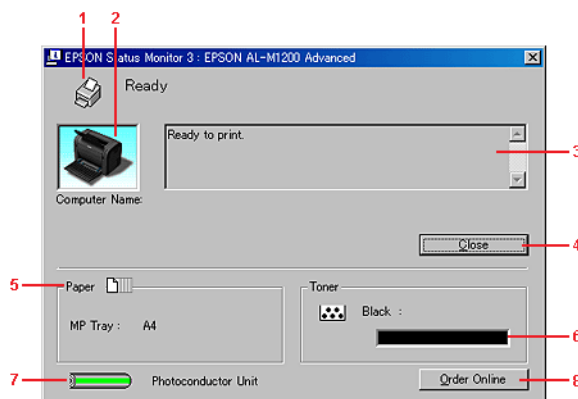 1 2
EPSON Status Monitor 3 : EPSON AL-M1200 Advanced
Ready
Ready to print.
3
Computer Name:
Close
4
5
Paper
Toner
MP Tray : A4
Black :
6
7
Photoconductor Unit
Order Online
8